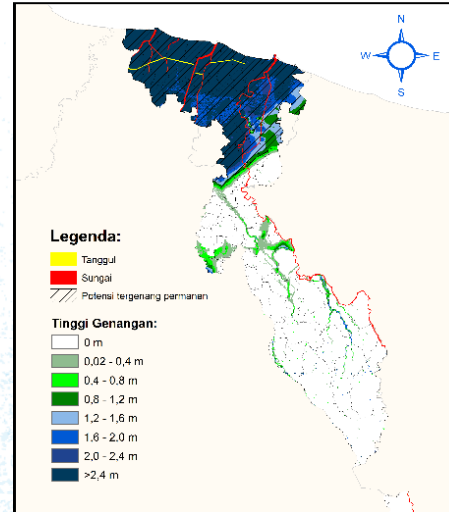 N
W E
S
Legenda:
Tanggul
Sungai
Potensi tergenang permanen
Tinggi Genangan:
0 m
0,02 - 0,4 m
0.4 - 0.8 m
0,8 - 1,2 m
1,2 - 1,6 m
1.6 - 2.0 m
2,0 - 2,4 m
>2,4 m